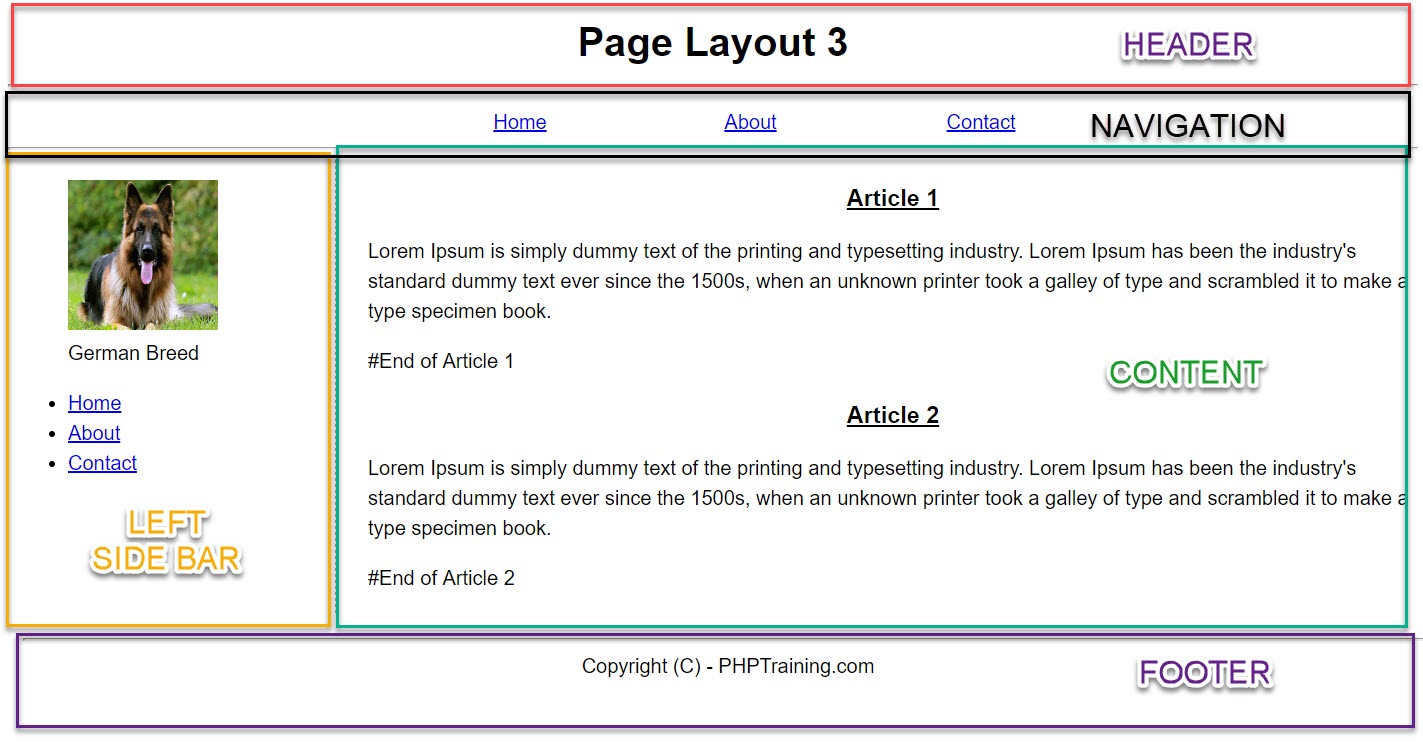 Page Layout 3
HEADER
Home About Contact
NAVIGATION
German Breed
Home
About
Contact
LEFT
SIDE BAR
Article 1
Lorem Ipsum is simply dummy text of the printing and typesetting industry. Lorem Ipsum has been the industry's
standard dummy text ever since the 1500s, when an unknown printer took a galley of type and scrambled it to make a
type specimen book.
#End of Article 1
CONTENT
Article 2
Lorem Ipsum is simply dummy text of the printing and typesetting industry. Lorem Ipsum has been the industry's
standard dummy text ever since the 1500s, when an unknown printer took a galley of type and scrambled it to make a
type specimen book.
#End of Article 2
Copyright (C) - PHPTraining.com
FOOTER